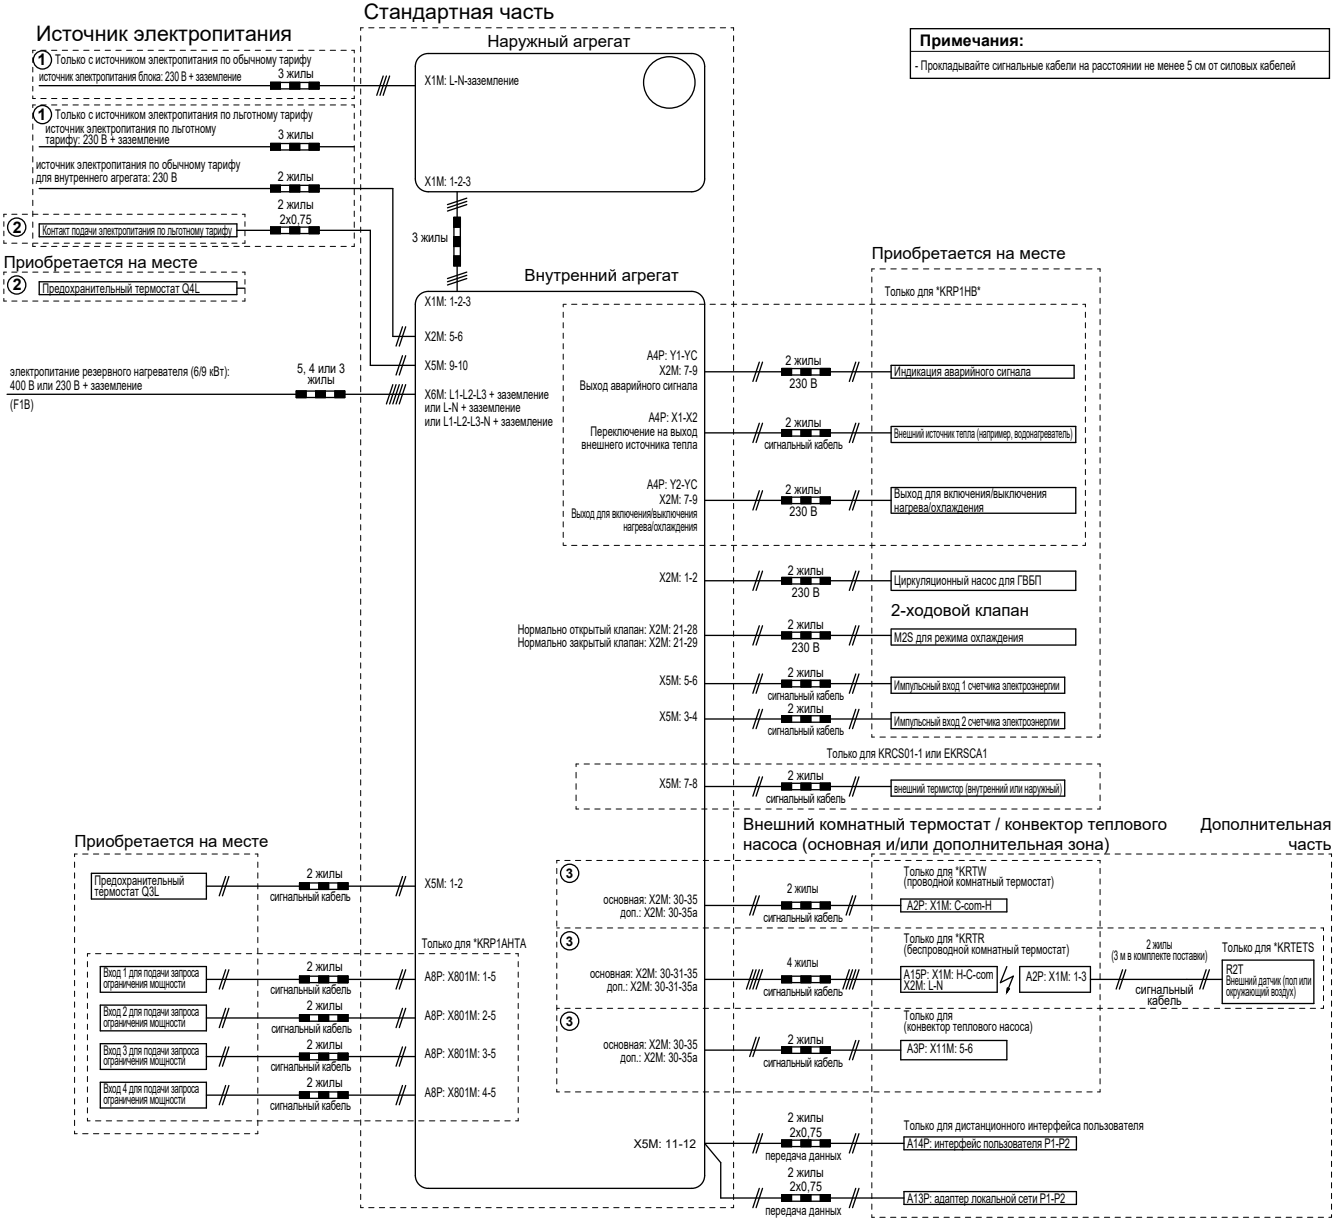 Стандартная часть
Источник электропитания
Наружный агрегат
Примечания:
- Прокладывайте сигнальные кабели на расстоянии не менее 5 см от силовых кабелей
1 Только с источником электропитания по обычному тарифу
источник электропитания блока: 230 В + заземление
3 жилы
X1M: L-N-заземление
1 Только с источником электропитания по льготному тарифу
источник электропитания по льготному
тарифу: 230 В + заземление
3 жилы
источник электропитания по обычному тарифу
для внутреннего агрегата: 230 В
2 жилы
X1M: 1-2-3
2 жилы
2x0,75
2
Контакт подачи электропитания по льготному тарифу
3 жилы
Приобретается на месте
2
Предохранительный термостат Q4L
Внутренний агрегат
X1M: 1-2-3
X2M: 5-6
X5M: 9-10
электропитание резервного нагревателя (6/9 кВт):
400 В или 230 В + заземление
(F1B)
5, 4 или 3
жилы
X6M: L1-L2-L3 + заземление
или L-N + заземление
или L1-L2-L3-N + заземление
Приобретается на месте
Только для *KRP1HB*
A4P: Y1-YC
X2M: 7-9
Выход аварийного сигнала
2 жилы
230 В
Индикация аварийного сигнала
A4P: X1-X2
Переключение на выход
внешнего источника тепла
2 жилы
сигнальный кабель
Внешний источник тепла (например, водонагреватель)
A4P: Y2-YC
X2M: 7-9
Выход для включения/выключения
нагрева/охлаждения
2 жилы
230 В
Выход для включения/выключения
нагрева/охлаждения
X2M: 1-2
2 жилы
230 В
Циркуляционный насос для ГВБП
2-ходовой клапан
Нормально открытый клапан: X2M: 21-28
Нормально закрытый клапан: X2M: 21-29
2 жилы
230 В
M2S для режима охлаждения
X5M: 5-6
2 жилы
сигнальный кабель
Импульсный вход 1 счетчика электроэнергии
X5M: 3-4
2 жилы
сигнальный кабель
Импульсный вход 2 счетчика электроэнергии
Только для KRCS01-1 или EKRSCA1
X5M: 7-8
2 жилы
сигнальный кабель
внешний термистор (внутренний или наружный)
Внешний комнатный термостат / конвектор теплового
насоса (основная и/или дополнительная зона)
Дополнительная
часть
Приобретается на месте
Предохранительный
термостат Q3L
2 жилы
сигнальный кабель
X5M: 1-2
Только для *KRP1AHTA
Вход 1 для подачи запроса
ограничения мощности
2 жилы
сигнальный кабель
A8P: X801M: 1-5
Вход 2 для подачи запроса
ограничения мощности
2 жилы
сигнальный кабель
A8P: X801M: 2-5
Вход 3 для подачи запроса
ограничения мощности
2 жилы
сигнальный кабель
A8P: X801M: 3-5
Вход 4 для подачи запроса
ограничения мощности
2 жилы
сигнальный кабель
A8P: X801M: 4-5
3
основная: X2M: 30-35
доп.: X2M: 30-35a
2 жилы
сигнальный кабель
Только для *KRTW
(проводной комнатный термостат)
A2P: X1M: C-com-H
3
основная: X2M: 30-31-35
доп.: X2M: 30-31-35a
4 жилы
сигнальный кабель
Только для *KRTR
(беспроводной комнатный термостат)
A15P: X1M: H-C-com
X2M: L-N
A2P: X1M: 1-3
2 жилы
(3 м в комплекте поставки)
сигнальный
кабель
Только для *KRTETS
R2T
Внешний датчик (пол или
окружающий воздух)
3
основная: X2M: 30-35
доп.: X2M: 30-35a
2 жилы
сигнальный кабель
Только для
(конвектор теплового насоса)
A3P: X11M: 5-6
X5M: 11-12
2 жилы
2x0,75
передача данных
Только для дистанционного интерфейса пользователя
A14P: интерфейс пользователя P1-P2
2 жилы
2x0,75
передача данных
A13P: адаптер локальной сети P1-P2